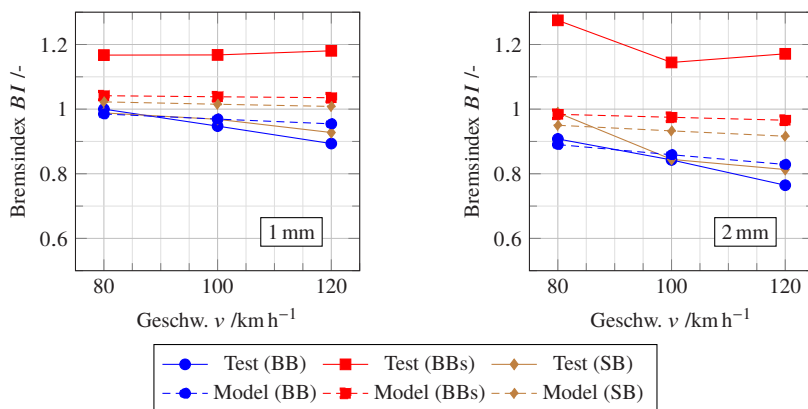 1.2
1
0.8
0.6
80
100
120
Bremsindex BI /-
Geschw. v /km h⁻¹
1 mm
1.2
1
0.8
0.6
80
100
120
Bremsindex BI /-
Geschw. v /km h⁻¹
2 mm
Test (BB) Test (BBs) Test (SB)
Model (BB) Model (BBs) Model (SB)